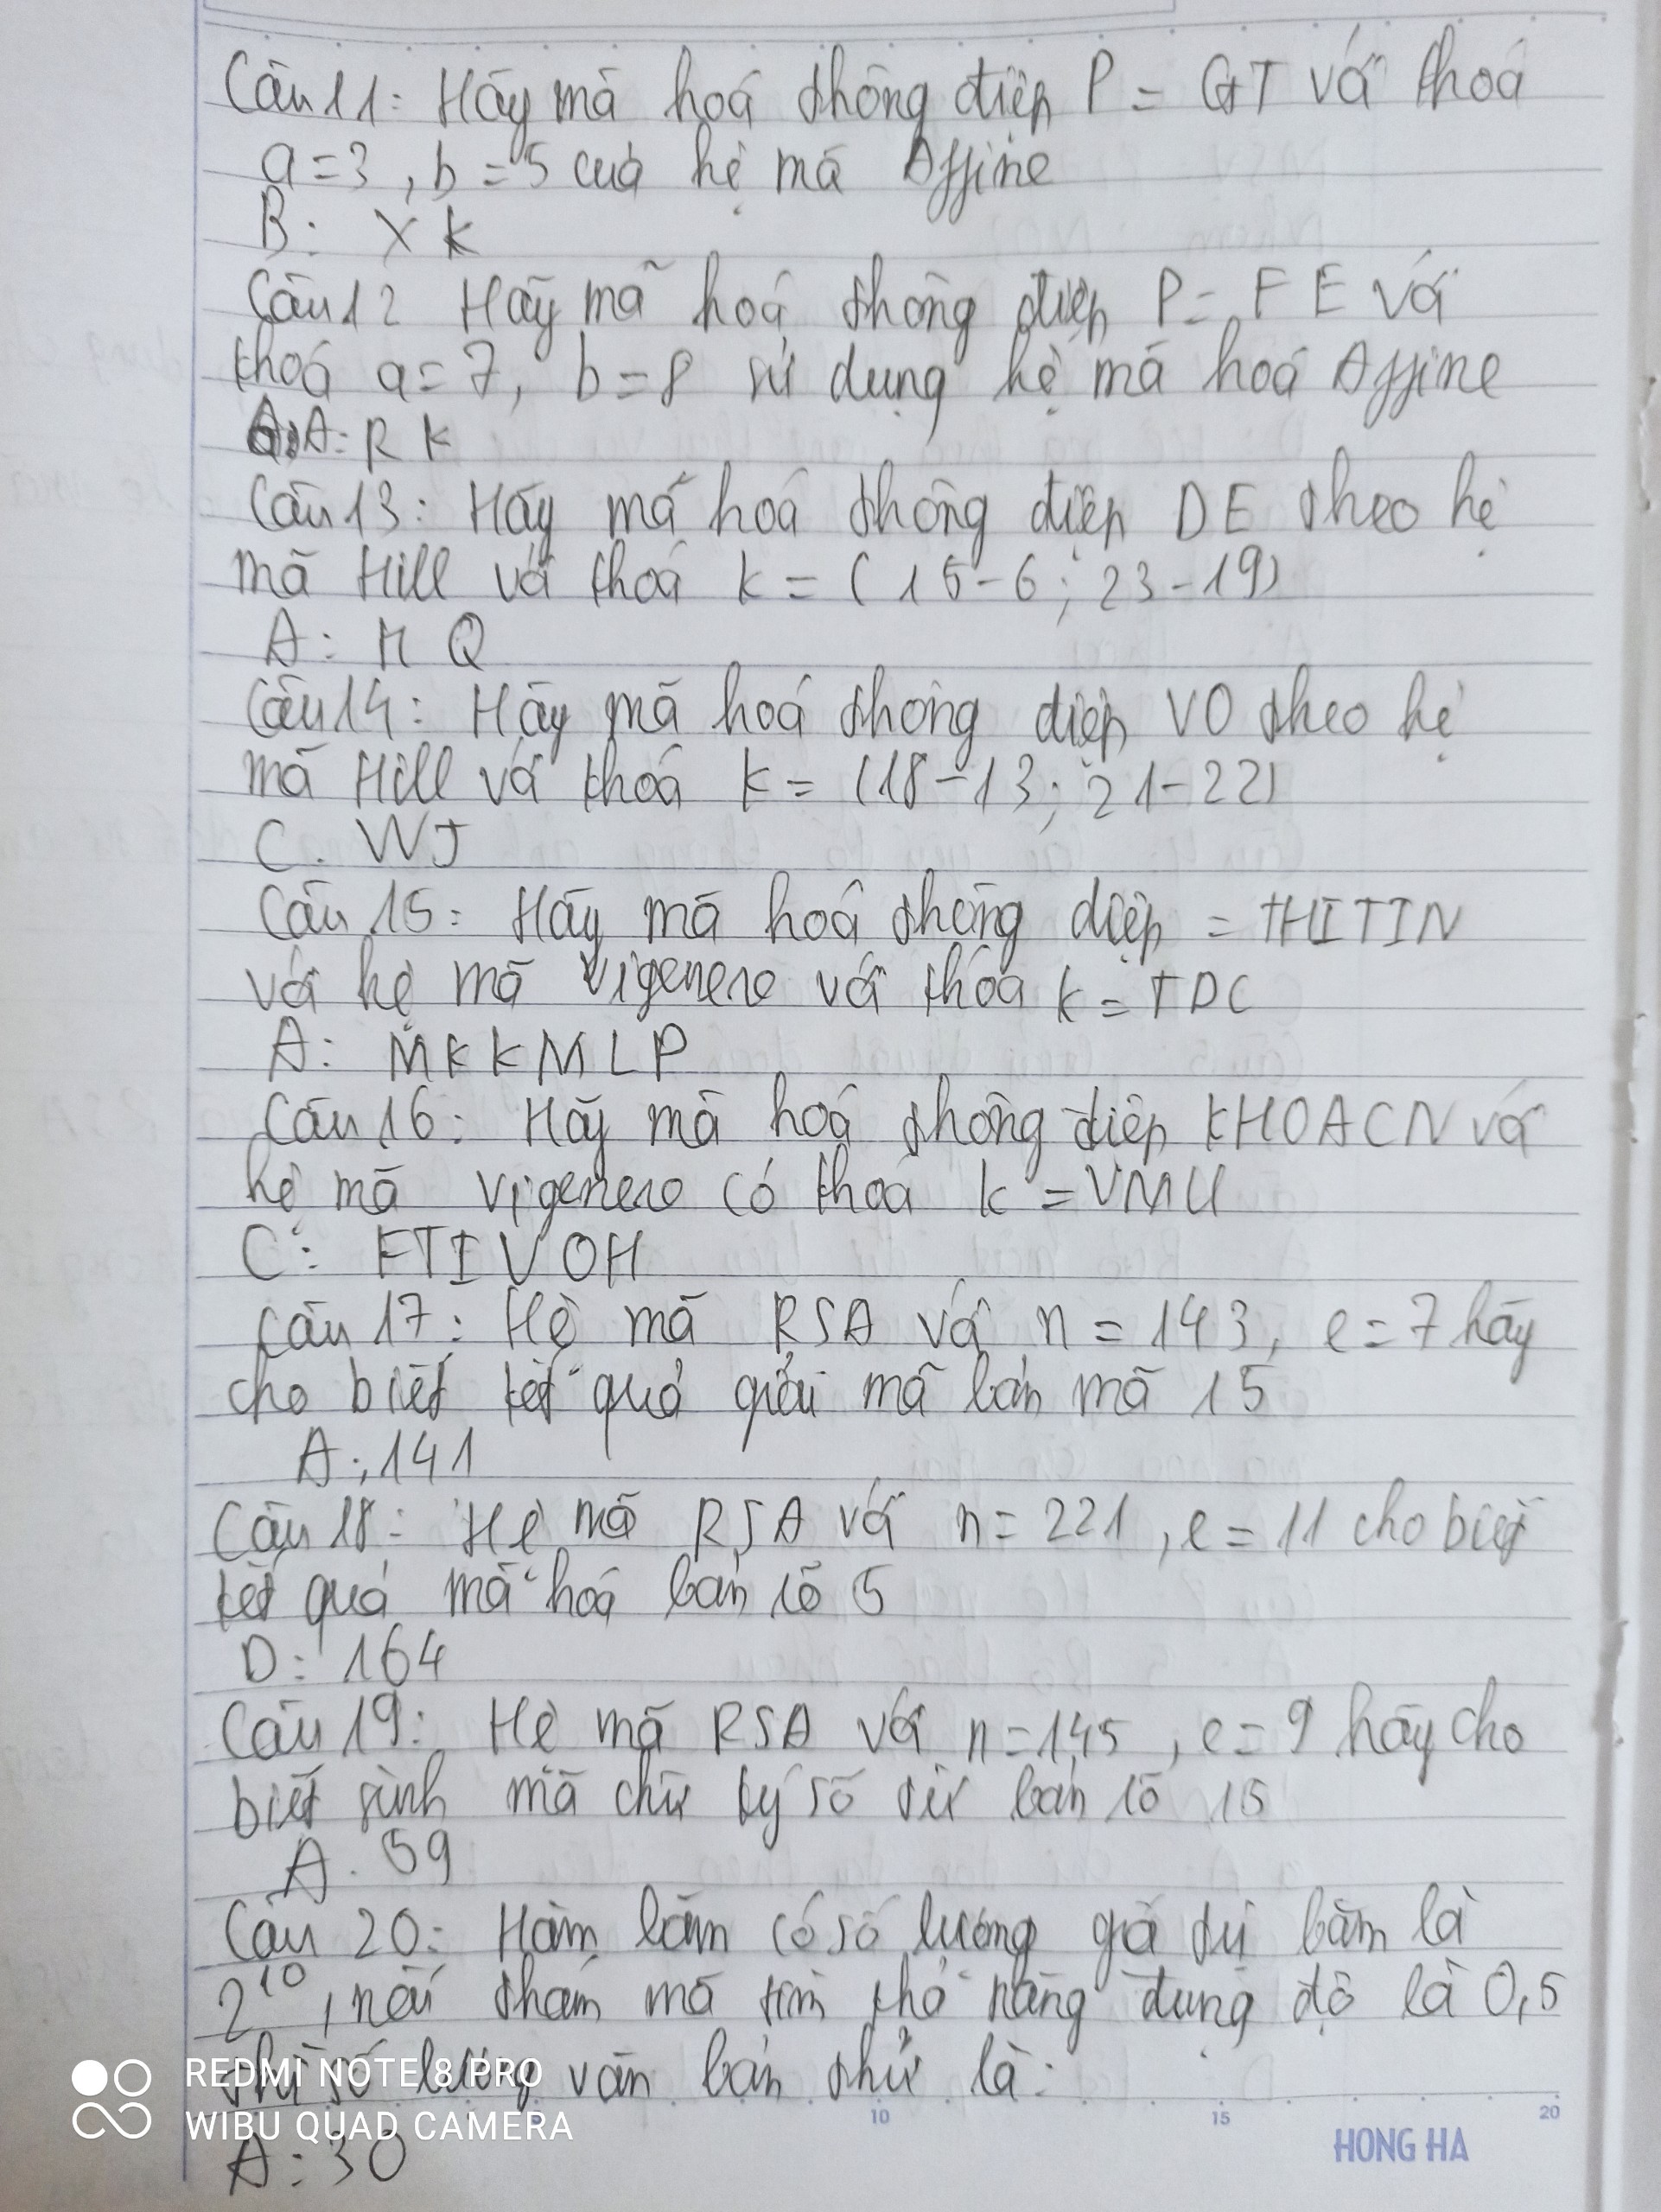 Câu 11: Hãy mã hoá thông điệp P = GT với khoá
a=3, b=5 của hệ mã Affine
B: X K
Câu 12 Hãy mã hoá thông điệp P= FE với
khoá a=7, b=8 sử dụng hệ mã hoá Affine
A: R K
Câu 13: Hãy mã hoá thông điệp DE theo hệ
mã Hill với khoá k = (15-6; 23-19)
A: M Q
Câu 14: Hãy mã hoá thông điệp VO theo hệ
mã Hill với khoá k = (18-13; 21-22)
C. WJ
Câu 15: Hãy mã hoá thông điệp = THITIN
với hệ mã Vigenere với khóa k = TDC
A: MKKMLP
Câu 16: Hãy mã hoá thông điệp KHOACN với
hệ mã Vigenere có khoá k = VMU
C: FTIVOH
Câu 17: Hệ mã RSA với n = 143, e=7 hãy
cho biết kết quả giải mã bản mã 15
A: 141
Câu 18: Hệ mã RSA với n= 221, e = 11 cho biết
kết quả mã hoá bản rõ 5
D: 164
Câu 19: Hệ mã RSA với n=145, e=9 hãy cho
biết sinh mã chữ ký số từ bản rõ 15
A. 59
Câu 20: Hàm băm có số lượng giá trị băm là
2^10, nếu thám mã tìm khả năng đụng độ là 0,5
thì số lượng văn bản thử là:
REDMI NOTE 8 PRO
WIBU QUAD CAMERA
10 15 20
HONG HA
A: 30